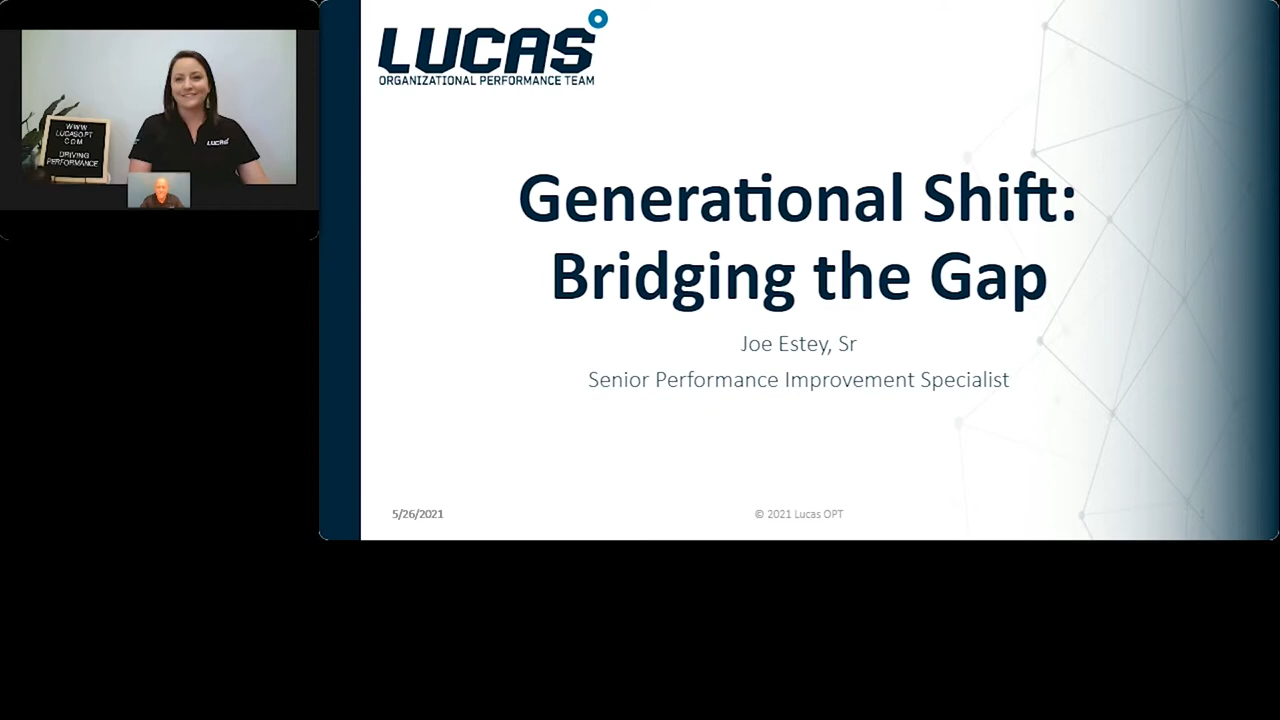 WWW
LUCASOPT
COM
DRIVING
PERFORMANCE
LUCAS
LUCAS
ORGANIZATIONAL PERFORMANCE TEAM
Generational Shift:
Bridging the Gap
Joe Estey, Sr
Senior Performance Improvement Specialist
5/26/2021
© 2021 Lucas OPT